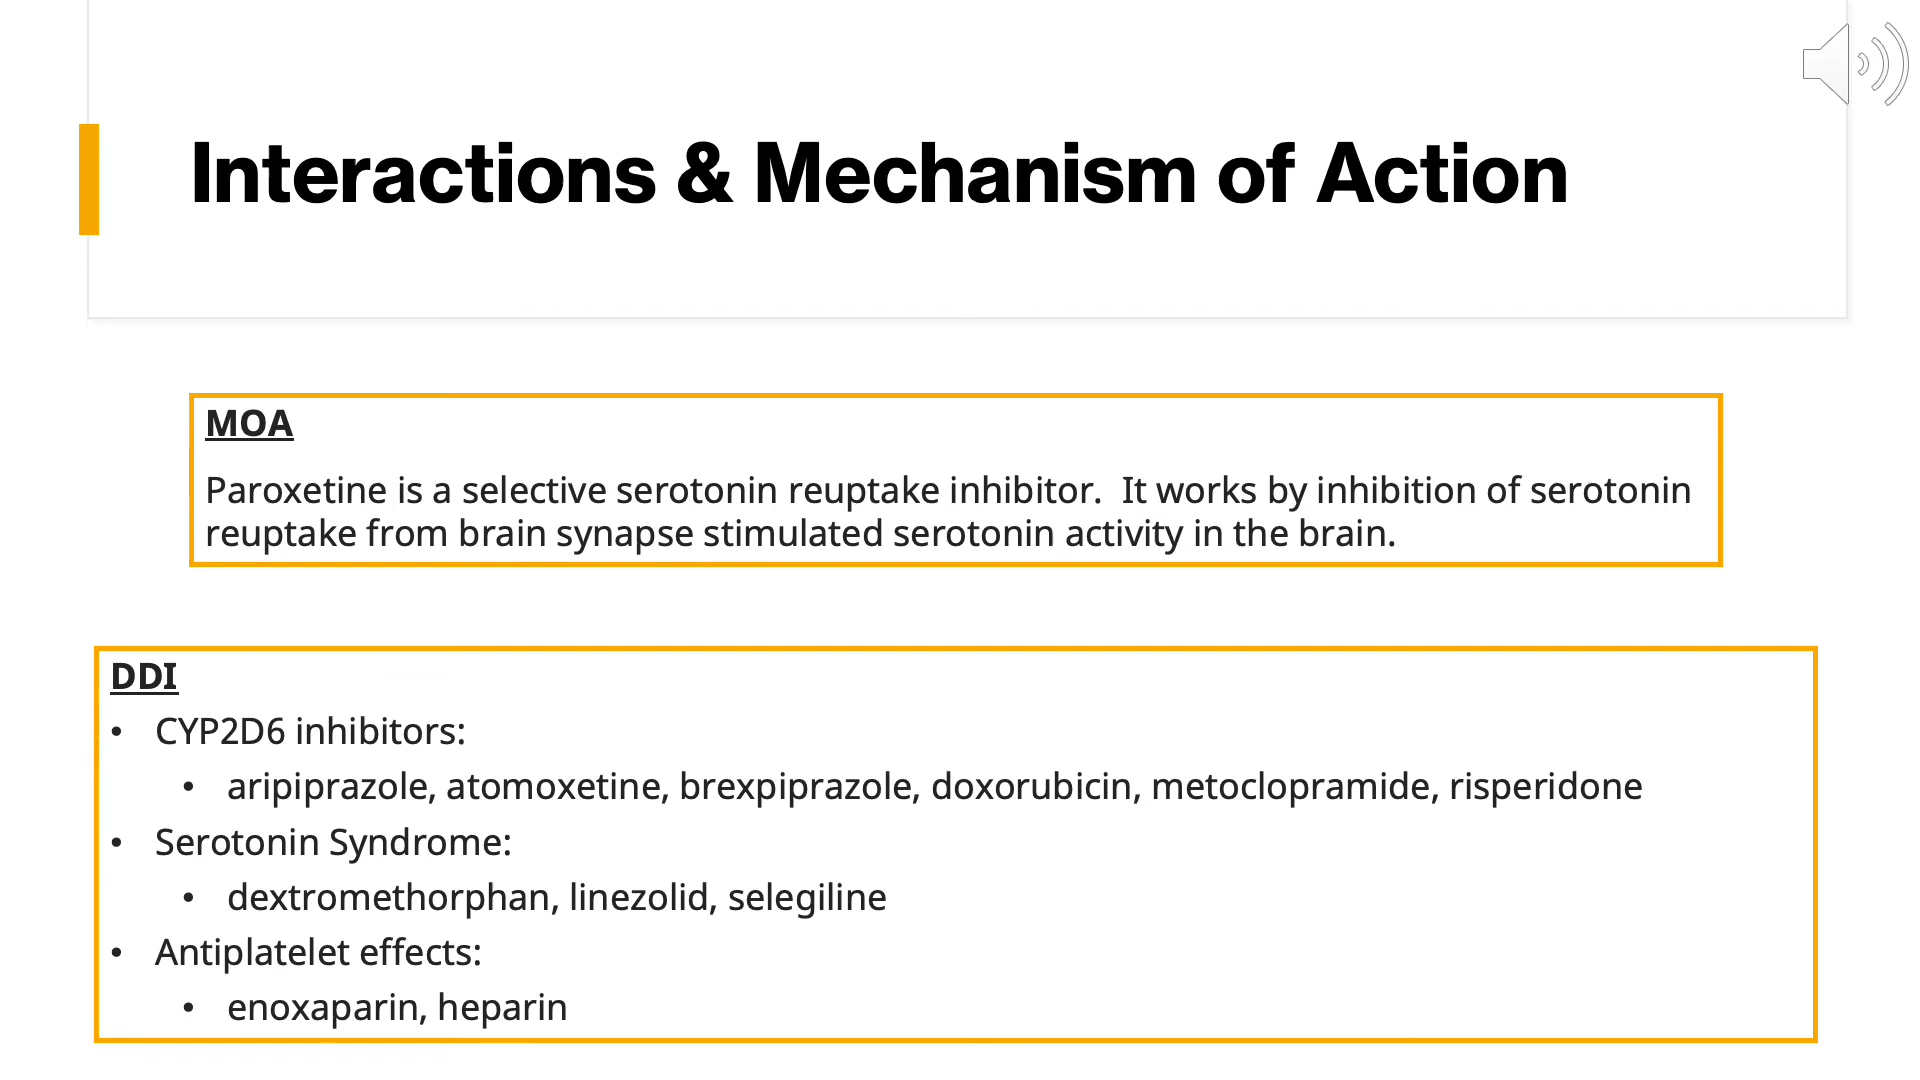 Interactions & Mechanism of Action
MOA
Paroxetine is a selective serotonin reuptake inhibitor.  It works by inhibition of serotonin
reuptake from brain synapse stimulated serotonin activity in the brain.
DDI
• CYP2D6 inhibitors:
• aripiprazole, atomoxetine, brexpiprazole, doxorubicin, metoclopramide, risperidone
• Serotonin Syndrome:
• dextromethorphan, linezolid, selegiline
• Antiplatelet effects:
• enoxaparin, heparin